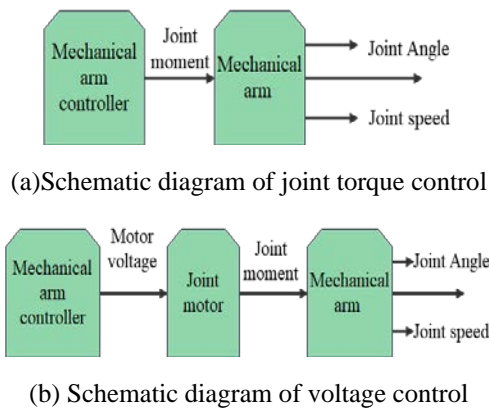 Mechanical
arm
controller
Joint
moment
Mechanical
arm
Joint Angle
Joint speed
(a)Schematic diagram of joint torque control
Mechanical
arm
controller
Motor
voltage
Joint
motor
Joint
moment
Mechanical
arm
Joint Angle
Joint speed
(b) Schematic diagram of voltage control